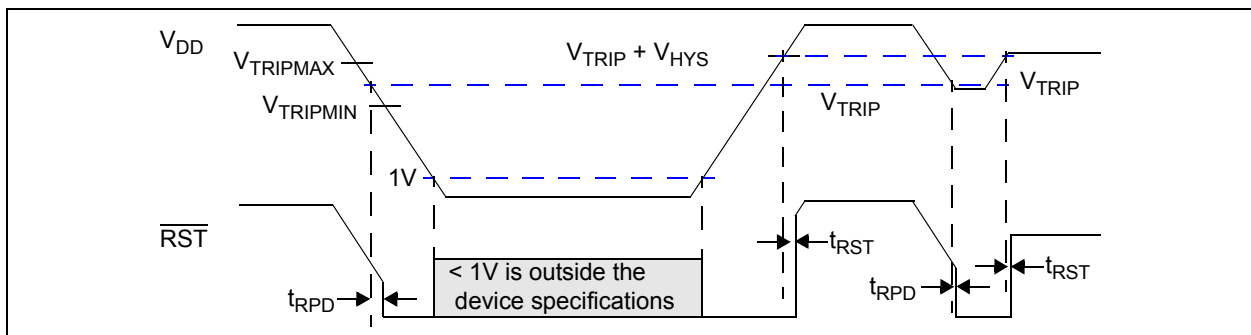 VDD
VTRIPMAX
VTRIPMIN
VTRIP + VHYS
VTRIP
VTRIP
1V
RST
tRPD
< 1V is outside the
device specifications
tRST
tRPD
tRST